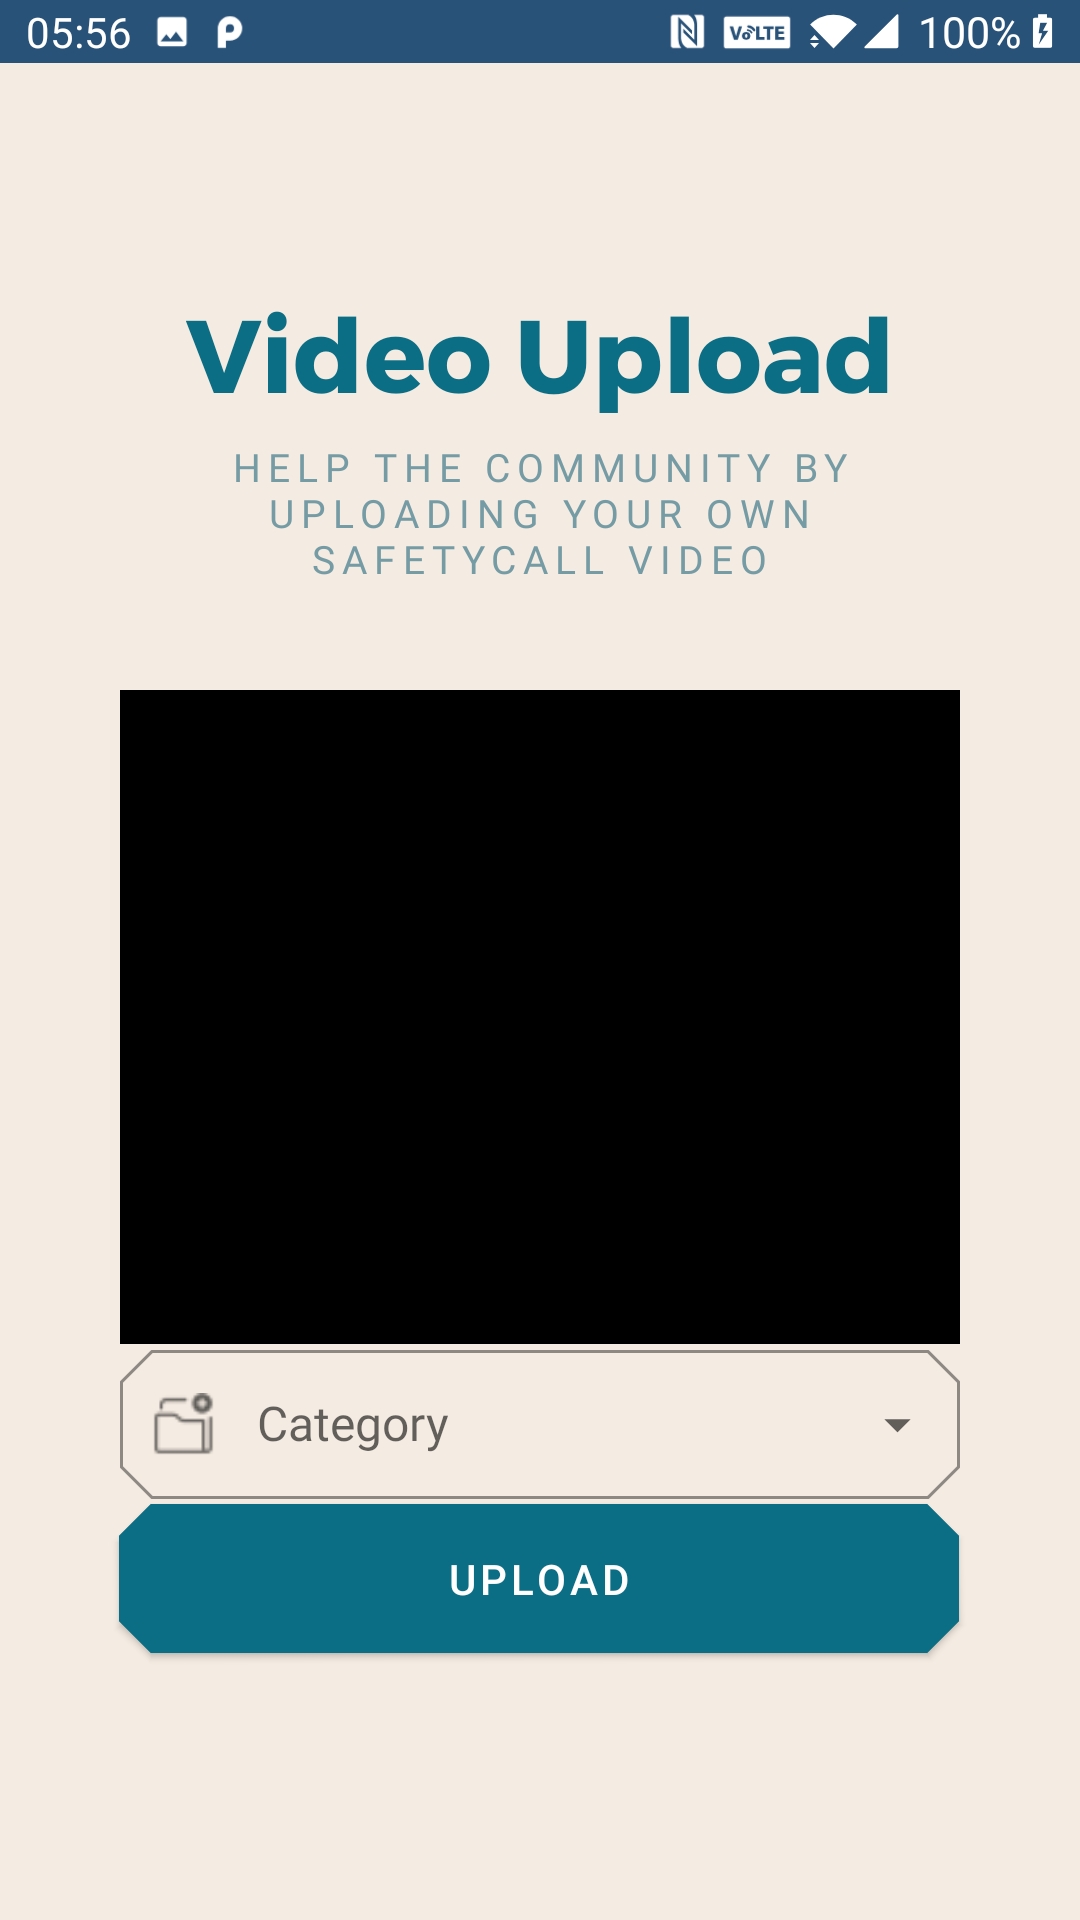 05:56
VoLTE
100%
Video Upload
HELP THE COMMUNITY BY
UPLOADING YOUR OWN
SAFETYCALL VIDEO
Category
UPLOAD